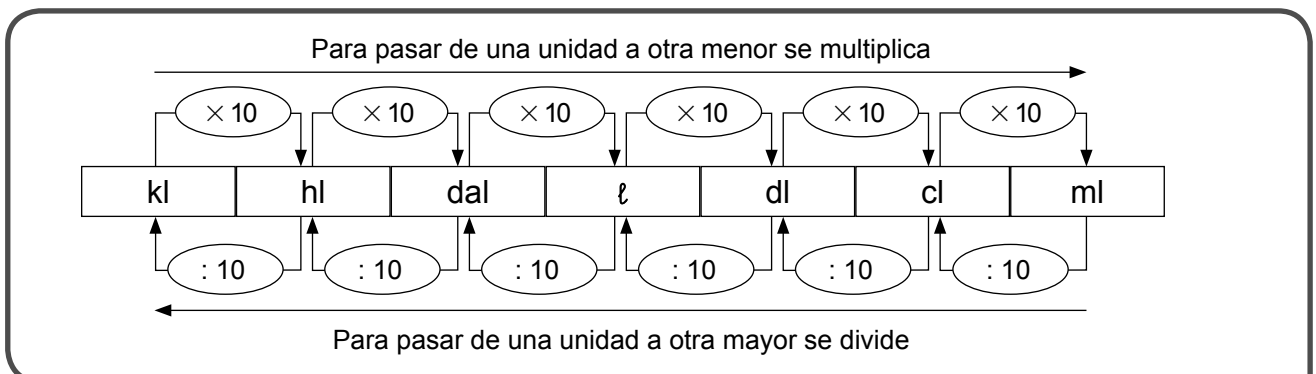 Para pasar de una unidad a otra menor se multiplica
× 10 × 10 × 10 × 10 × 10 × 10
kl hl dal ℓ dl cl ml
: 10 : 10 : 10 : 10 : 10 : 10
Para pasar de una unidad a otra mayor se divide